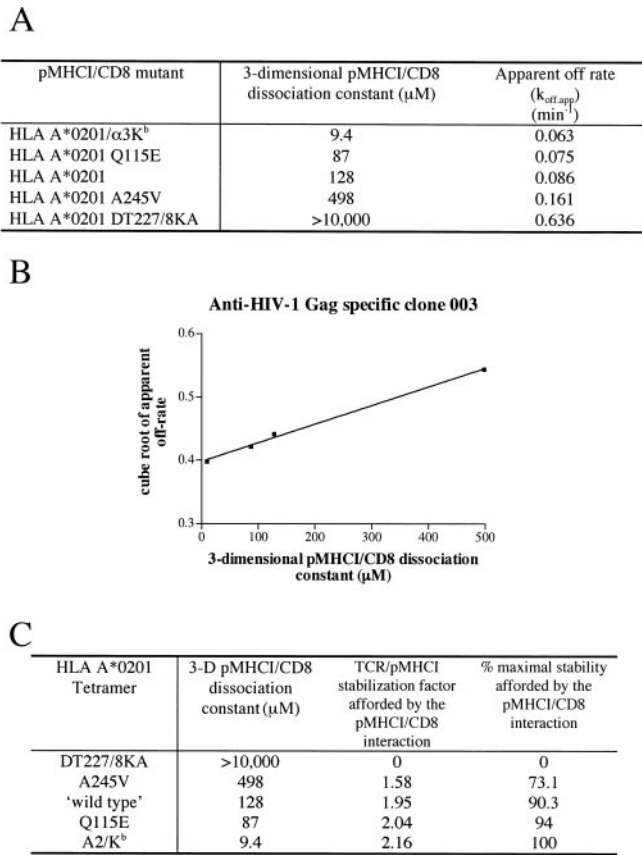 A
pMHCI/CD8 mutant 3-dimensional pMHCI/CD8 dissociation constant (µM) Apparent off rate (koff.app) (min-1)
HLA A*0201/α3Kb 9.4 0.063
HLA A*0201 Q115E 87 0.075
HLA A*0201 128 0.086
HLA A*0201 A245V 498 0.161
HLA A*0201 DT227/8KA >10,000 0.636
B
Anti-HIV-1 Gag specific clone 003
cube root of apparent
off-rate
0.6
0.5
0.4
0.3
0 100 200 300 400 500
3-dimensional pMHCI/CD8 dissociation
constant (µM)
C
HLA A*0201 Tetramer 3-D pMHCI/CD8 dissociation constant (µM) TCR/pMHCI stabilization factor afforded by the pMHCI/CD8 interaction % maximal stability afforded by the pMHCI/CD8 interaction
DT227/8KA >10,000 0 0
A245V 498 1.58 73.1
‘wild type’ 128 1.95 90.3
Q115E 87 2.04 94
A2/Kb 9.4 2.16 100